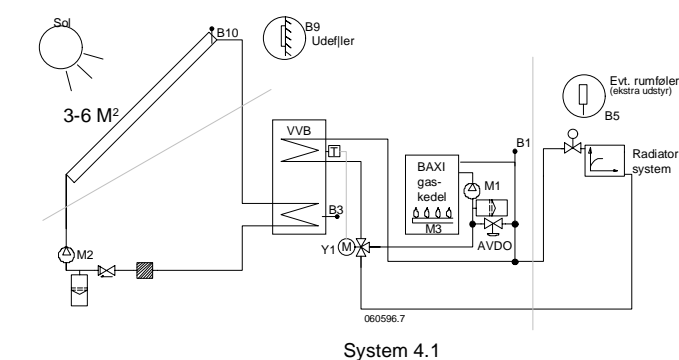 Sol
B10
B9
Udef|ler
3-6 M²
Evt. rumføler
(ekstra udstyr)
B5
VVB
T
B1
BAXI
gas-
kedel
M1
Radiator
system
B3
M3
M2
Y1
M
AVDO
060596.7
System 4.1